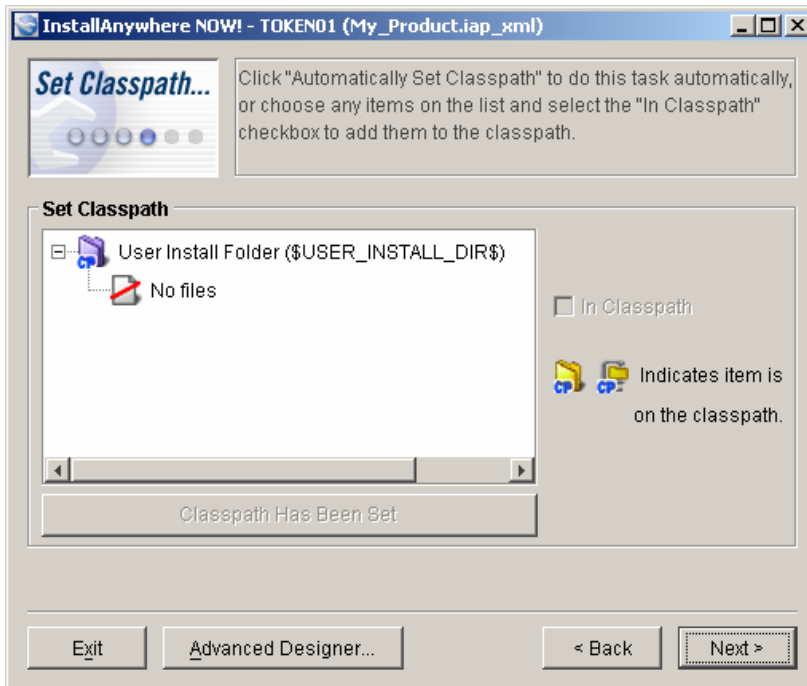 InstallAnywhere NOW! - TOKEN01 (My_Product.iap_xml)
Set Classpath...
Click "Automatically Set Classpath" to do this task automatically,
or choose any items on the list and select the "In Classpath"
checkbox to add them to the classpath.
Set Classpath
User Install Folder ($USER_INSTALL_DIR$)
CP
No files
In Classpath
CP CP Indicates item is
on the classpath.
Classpath Has Been Set
Exit Advanced Designer... < Back Next >